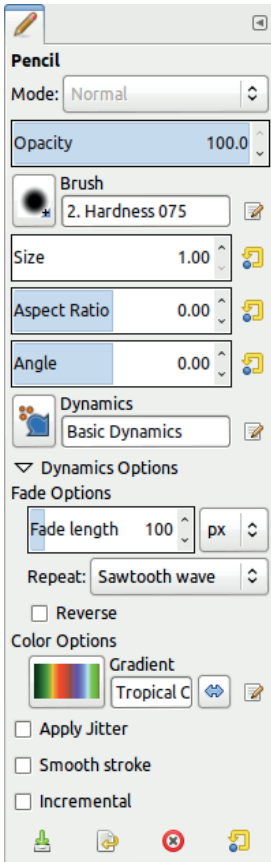 Pencil
Mode: Normal
Opacity 100.0
Brush
2. Hardness 075
Size 1.00
Aspect Ratio 0.00
Angle 0.00
Dynamics
Basic Dynamics
Dynamics Options
Fade Options
Fade length 100 px
Repeat: Sawtooth wave
Reverse
Color Options
Gradient
Tropical C
Apply Jitter
Smooth stroke
Incremental